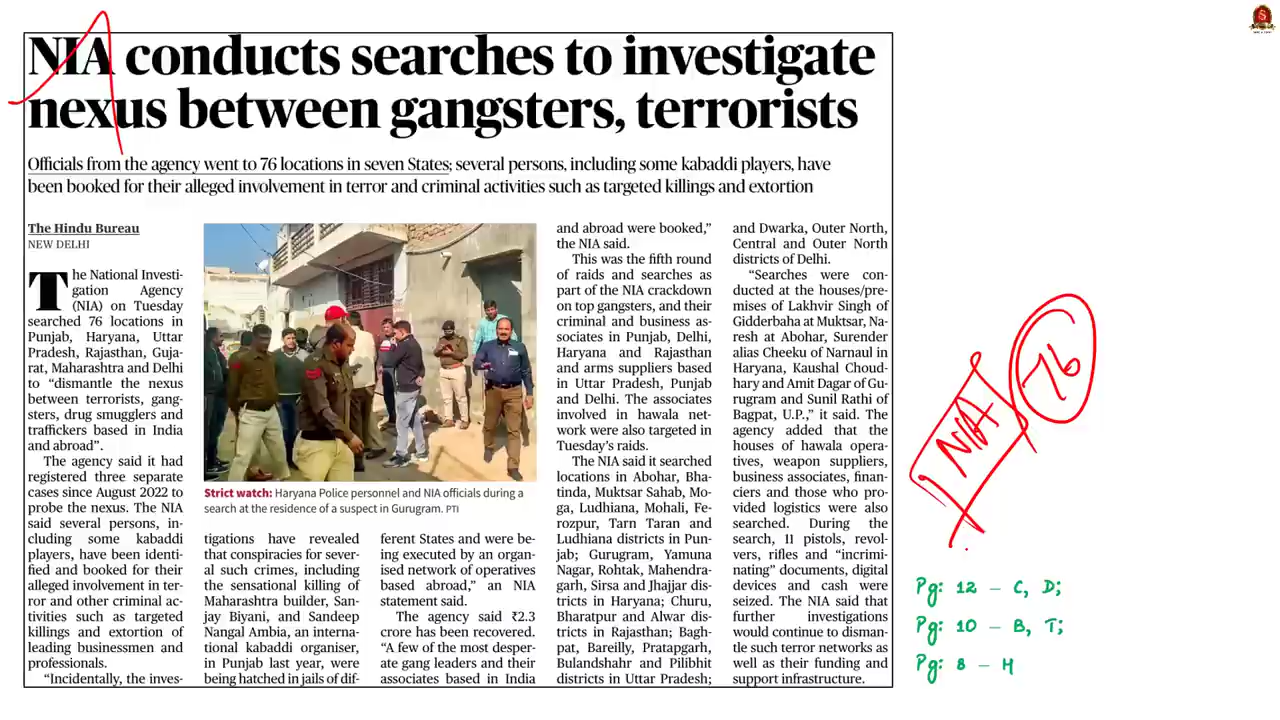 NIA conducts searches to investigate
nexus between gangsters, terrorists
Officials from the agency went to 76 locations in seven States; several persons, including some kabaddi players, have
been booked for their alleged involvement in terror and criminal activities such as targeted killings and extortion
The Hindu Bureau
NEW DELHI
The National Investi-
gation Agency
(NIA) on Tuesday
searched 76 locations in
Punjab, Haryana, Uttar
Pradesh, Rajasthan, Guja-
rat, Maharashtra and Delhi
to “dismantle the nexus
between terrorists, gang-
sters, drug smugglers and
traffickers based in India
and abroad”.
The agency said it had
registered three separate
cases since August 2022 to
probe the nexus. The NIA
said several persons, in-
cluding some kabaddi
players, have been identi-
fied and booked for their
alleged involvement in ter-
ror and other criminal ac-
tivities such as targeted
killings and extortion of
leading businessmen and
professionals.
“Incidentally, the inves-
Strict watch: Haryana Police personnel and NIA officials during a
search at the residence of a suspect in Gurugram. PTI
tigations have revealed
that conspiracies for sever-
al such crimes, including
the sensational killing of
Maharashtra builder, San-
jay Biyani, and Sandeep
Nangal Ambia, an interna-
tional kabaddi organiser,
in Punjab last year, were
being hatched in jails of dif-
ferent States and were be-
ing executed by an organ-
ised network of operatives
based abroad,” an NIA
statement said.
The agency said ₹2.3
crore has been recovered.
“A few of the most desper-
ate gang leaders and their
associates based in India
and abroad were booked,”
the NIA said.
This was the fifth round
of raids and searches as
part of the NIA crackdown
on top gangsters, and their
criminal and business as-
sociates in Punjab, Delhi,
Haryana and Rajasthan
and arms suppliers based
in Uttar Pradesh, Punjab
and Delhi. The associates
involved in hawala net-
work were also targeted in
Tuesday’s raids.
The NIA said it searched
locations in Abohar, Bha-
tinda, Muktsar Sahab, Mo-
ga, Ludhiana, Mohali, Fe-
rozpur, Tarn Taran and
Ludhiana districts in Pun-
jab; Gurugram, Yamuna
Nagar, Rohtak, Mahendra-
garh, Sirsa and Jhajjar dis-
tricts in Haryana; Churu,
Bharatpur and Alwar dis-
tricts in Rajasthan; Bagh-
pat, Bareilly, Pratapgarh,
Bulandshahr and Pilibhit
districts in Uttar Pradesh;
and Dwarka, Outer North,
Central and Outer North
districts of Delhi.
“Searches were con-
ducted at the houses/pre-
mises of Lakhvir Singh of
Gidderbaha at Muktsar, Na-
resh at Abohar, Surender
alias Cheeku of Narnaul in
Haryana, Kaushal Choud-
hary and Amit Dagar of Gu-
rugram and Sunil Rathi of
Bagpat, U.P.,” it said. The
agency added that the
houses of hawala opera-
tives, weapon suppliers,
business associates, finan-
ciers and those who pro-
vided logistics were also
searched. During the
search, 11 pistols, revol-
vers, rifles and “incrimi-
nating” documents, digital
devices and cash were
seized. The NIA said that
further investigations
would continue to disman-
tle such terror networks as
well as their funding and
support infrastructure.
NIA
76
Pg: 12 – C, D;
Pg: 10 – B, T;
Pg: 8 – H